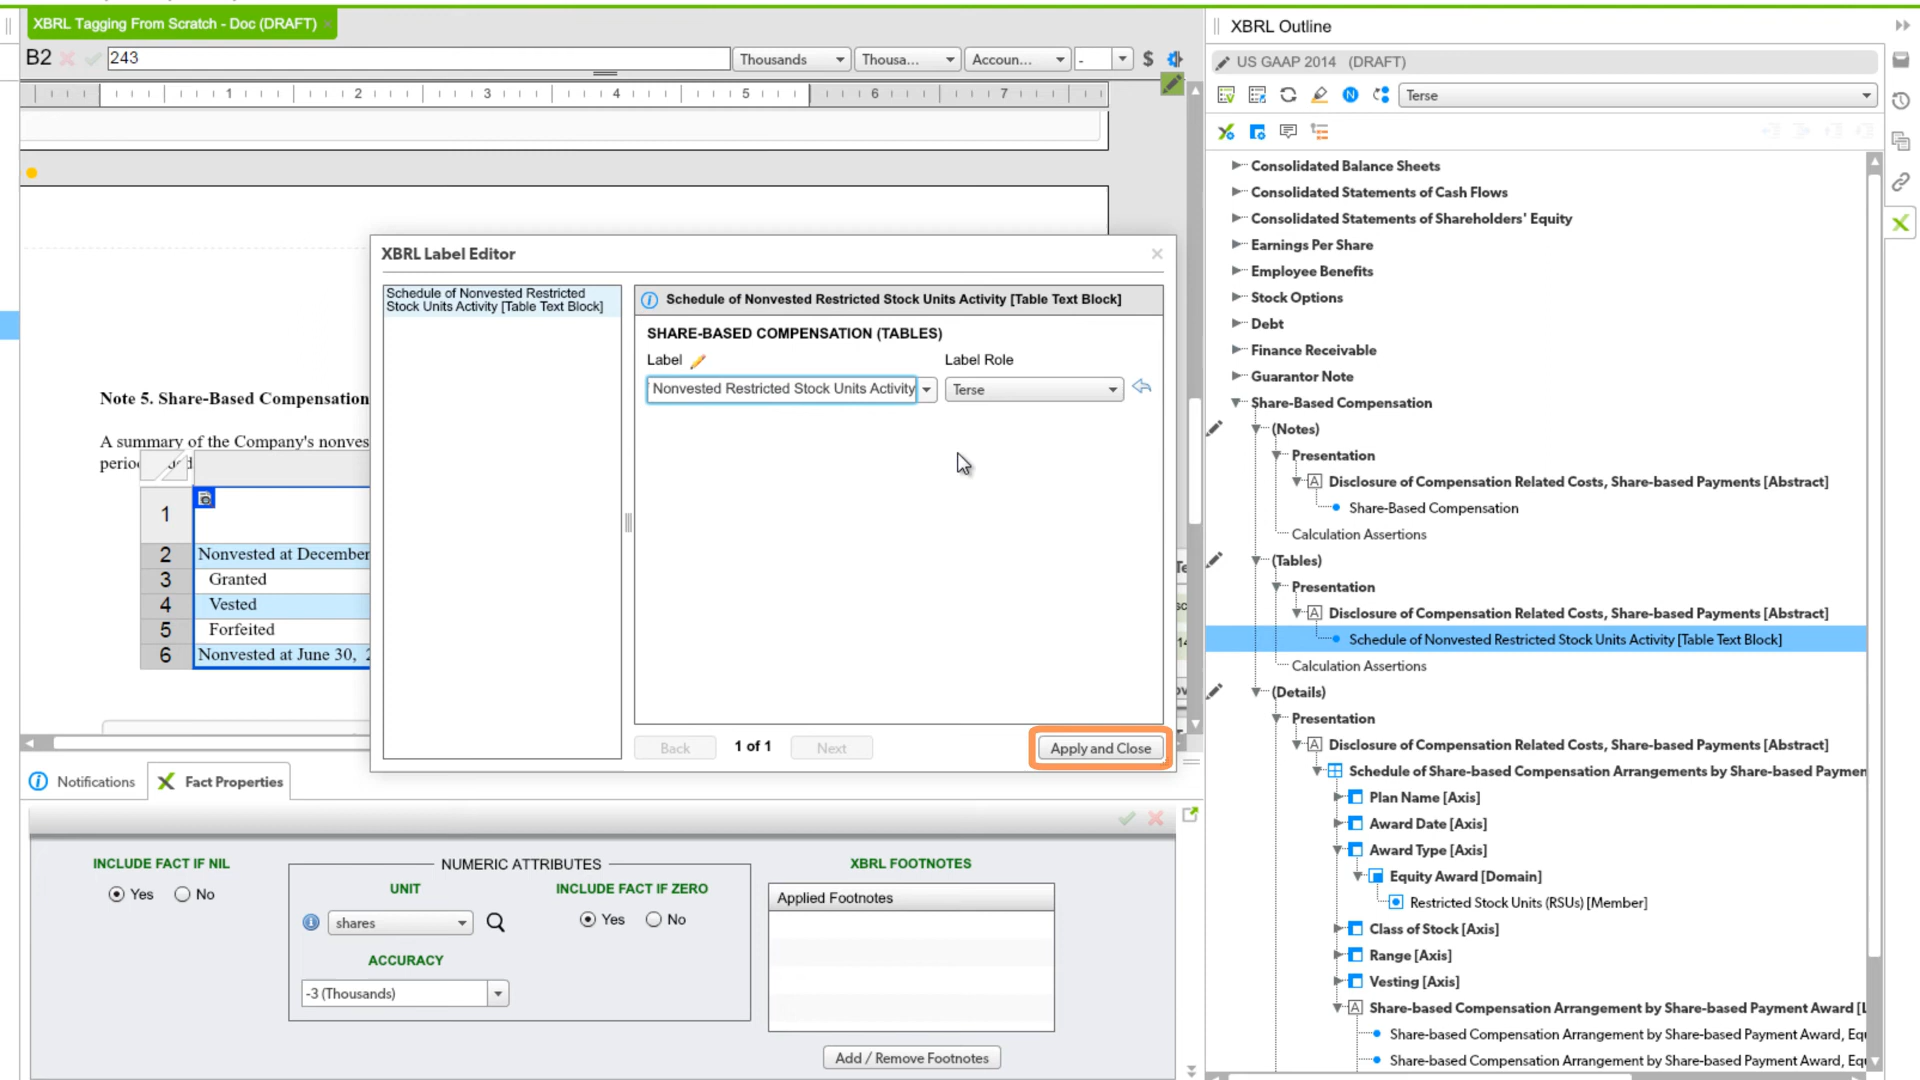 XBRL Tagging From Scratch - Doc (DRAFT)
B2
243
Thousands
Thousa...
Accoun...
-
$
1 2 3 4 5 6 7
Note 5. Share-Based Compensation
A summary of the Company's nonves
1
2 Nonvested at December
3 Granted
4 Vested
5 Forfeited
6 Nonvested at June 30, 2
XBRL Label Editor
Schedule of Nonvested Restricted
Stock Units Activity [Table Text Block]
Schedule of Nonvested Restricted Stock Units Activity [Table Text Block]
SHARE-BASED COMPENSATION (TABLES)
Label
Label Role
Nonvested Restricted Stock Units Activity
Terse
Back
1 of 1
Next
Apply and Close
Notifications
Fact Properties
INCLUDE FACT IF NIL
Yes
No
NUMERIC ATTRIBUTES
UNIT
shares
ACCURACY
-3 (Thousands)
INCLUDE FACT IF ZERO
Yes
No
XBRL FOOTNOTES
Applied Footnotes
Add / Remove Footnotes
XBRL Outline
US GAAP 2014 (DRAFT)
N
Terse
Consolidated Balance Sheets
Consolidated Statements of Cash Flows
Consolidated Statements of Shareholders' Equity
Earnings Per Share
Employee Benefits
Stock Options
Debt
Finance Receivable
Guarantor Note
Share-Based Compensation
(Notes)
Presentation
A Disclosure of Compensation Related Costs, Share-based Payments [Abstract]
Share-Based Compensation
Calculation Assertions
(Tables)
Presentation
A Disclosure of Compensation Related Costs, Share-based Payments [Abstract]
Schedule of Nonvested Restricted Stock Units Activity [Table Text Block]
Calculation Assertions
(Details)
Presentation
A Disclosure of Compensation Related Costs, Share-based Payments [Abstract]
Schedule of Share-based Compensation Arrangements by Share-based Paymen
Plan Name [Axis]
Award Date [Axis]
Award Type [Axis]
Equity Award [Domain]
Restricted Stock Units (RSUs) [Member]
Class of Stock [Axis]
Range [Axis]
Vesting [Axis]
A Share-based Compensation Arrangement by Share-based Payment Award [L
Share-based Compensation Arrangement by Share-based Payment Award, Equ
Share-based Compensation Arrangement by Share-based Payment Award, Equ